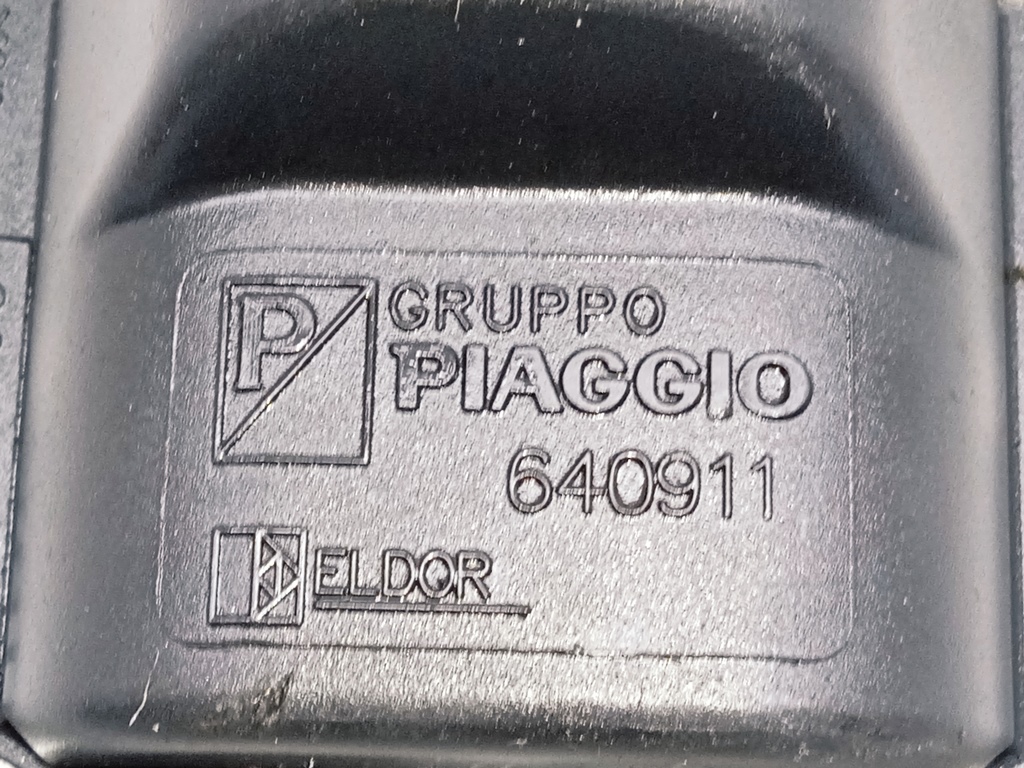 P
GRUPPO
PIAGGIO
640911
ELDOR